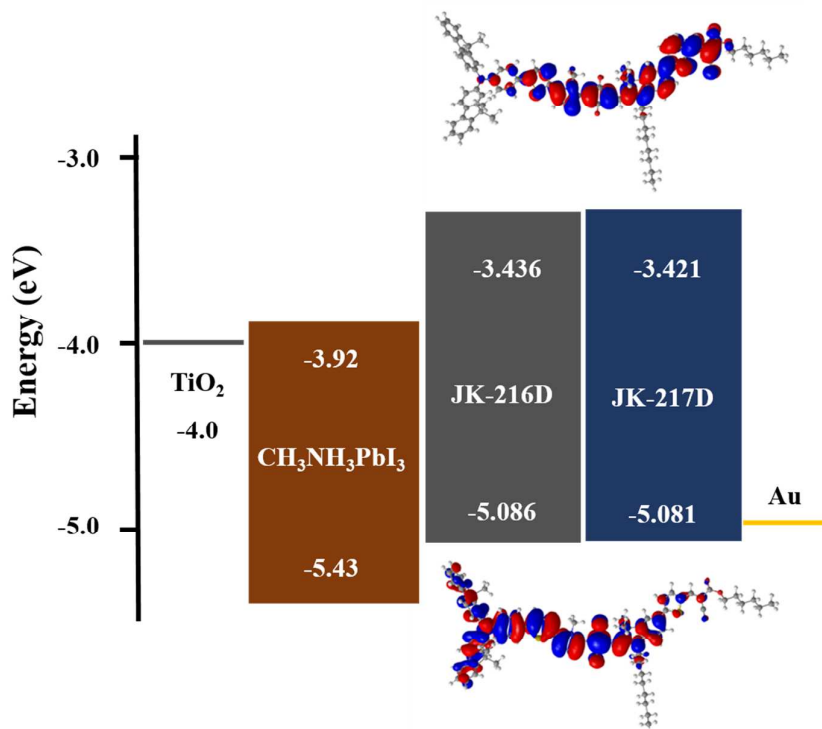 Energy (eV)
-3.0
-4.0
-5.0
TiO₂
-4.0
-3.92
CH₃NH₃PbI₃
-5.43
-3.436
JK-216D
-5.086
-3.421
JK-217D
-5.081
Au